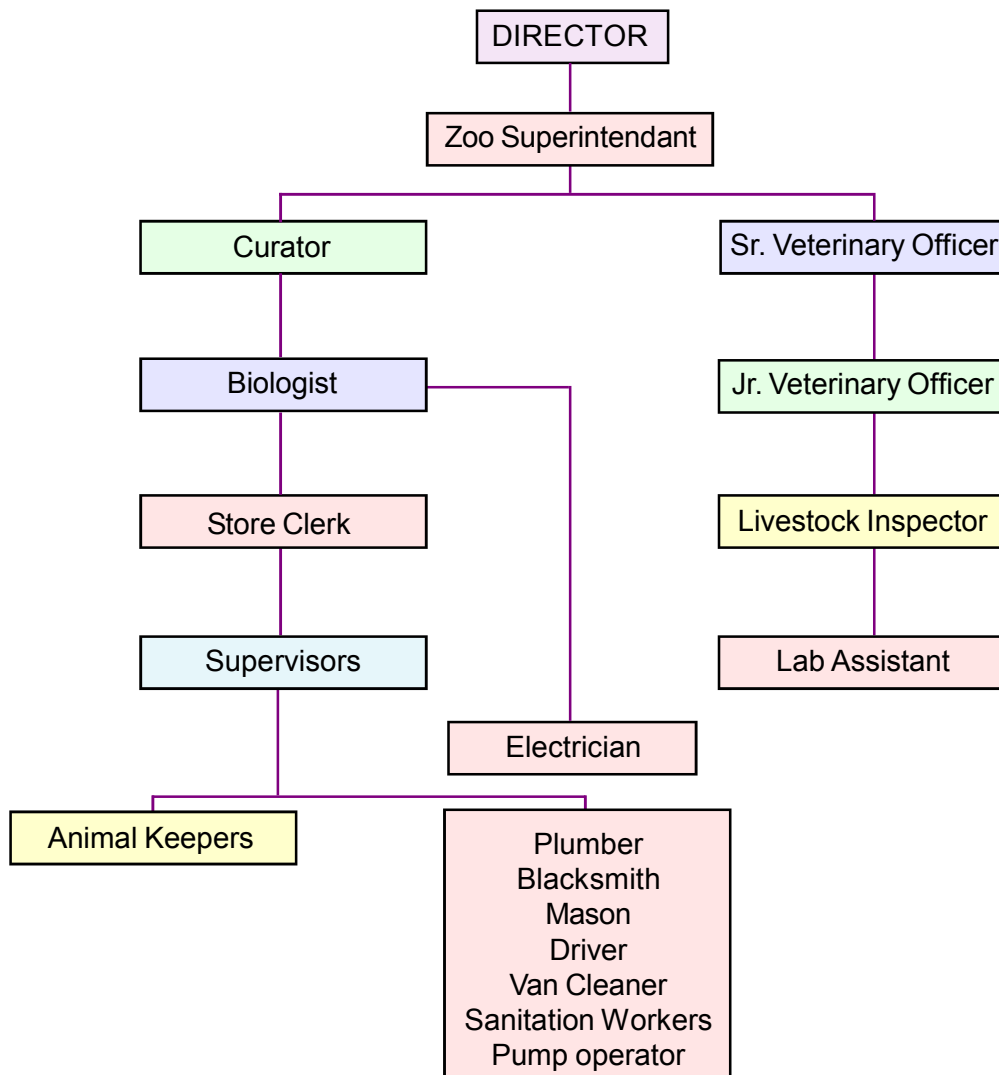 DIRECTOR
Zoo Superintendant
Curator
Sr. Veterinary Officer
Biologist
Jr. Veterinary Officer
Store Clerk
Livestock Inspector
Supervisors
Lab Assistant
Electrician
Animal Keepers
Plumber
Blacksmith
Mason
Driver
Van Cleaner
Sanitation Workers
Pump operator